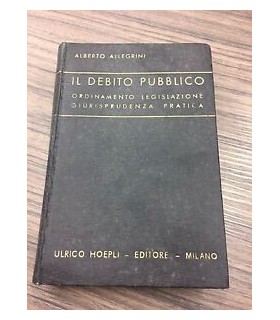 ALBERTO ALLEGRINI
IL DEBITO PUBBLICO
ORDINAMENTO LEGISLAZIONE
GIURISPRUDENZA PRATICA
ULRICO HOEPLI - EDITORE - MILANO